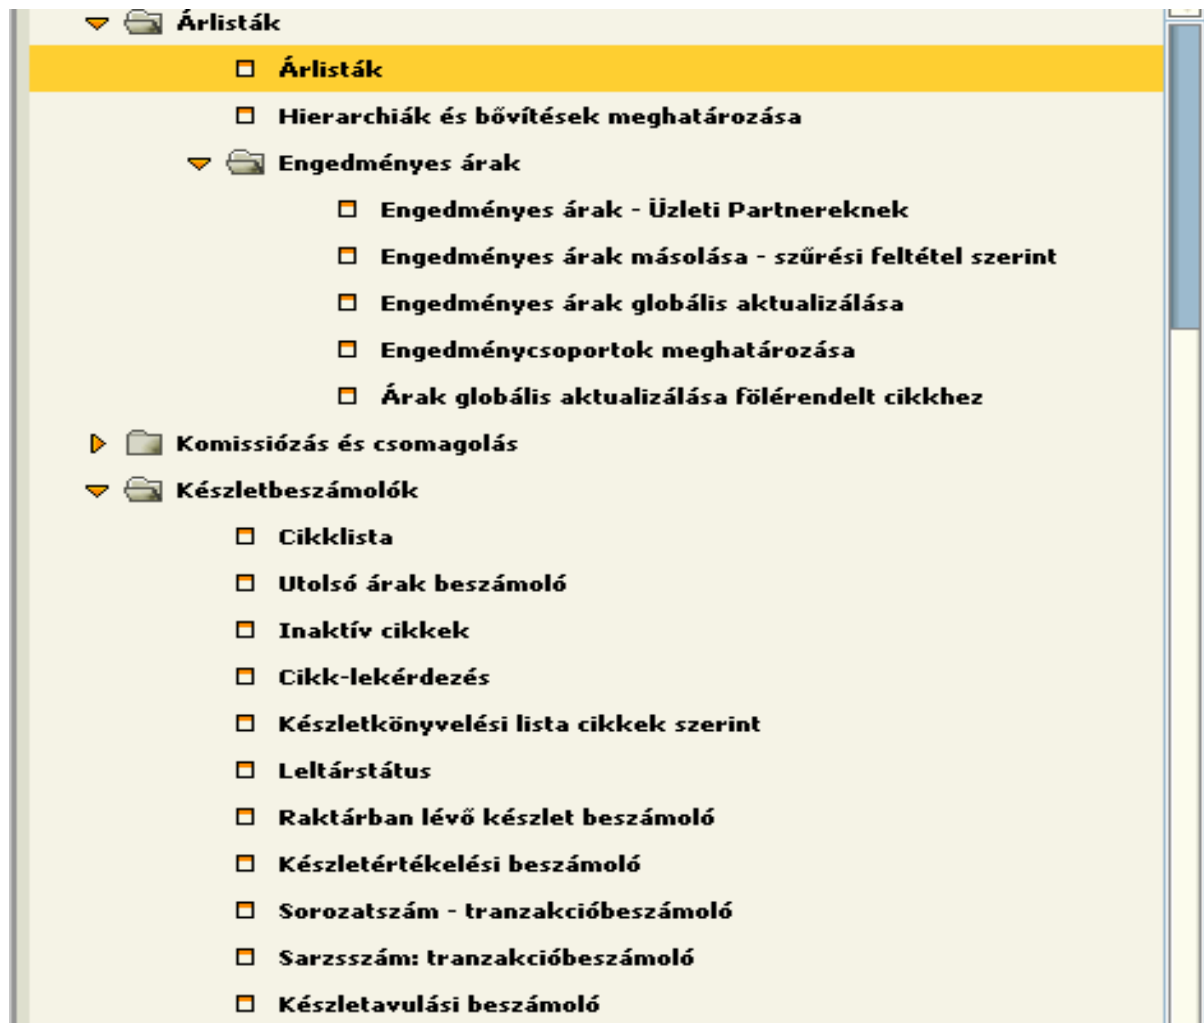 Árlisták
Árlisták
Hierarchiák és bővítések meghatározása
Engedményes árak
Engedményes árak - Üzleti Partnereknek
Engedményes árak másolása - szűrési feltétel szerint
Engedményes árak globális aktualizálása
Engedménycsoportok meghatározása
Árak globális aktualizálása fölérendelt cikkhez
Komissiózás és csomagolás
Készletbeszámolók
Cikklista
Utolsó árak beszámoló
Inaktív cikkek
Cikk-lekérdezés
Készletkönyvelési lista cikkek szerint
Leltárstátus
Raktárban lévő készlet beszámoló
Készletértékelési beszámoló
Sorozatszám - tranzakcióbeszámoló
Sarzsszám: tranzakcióbeszámoló
Készletavulási beszámoló